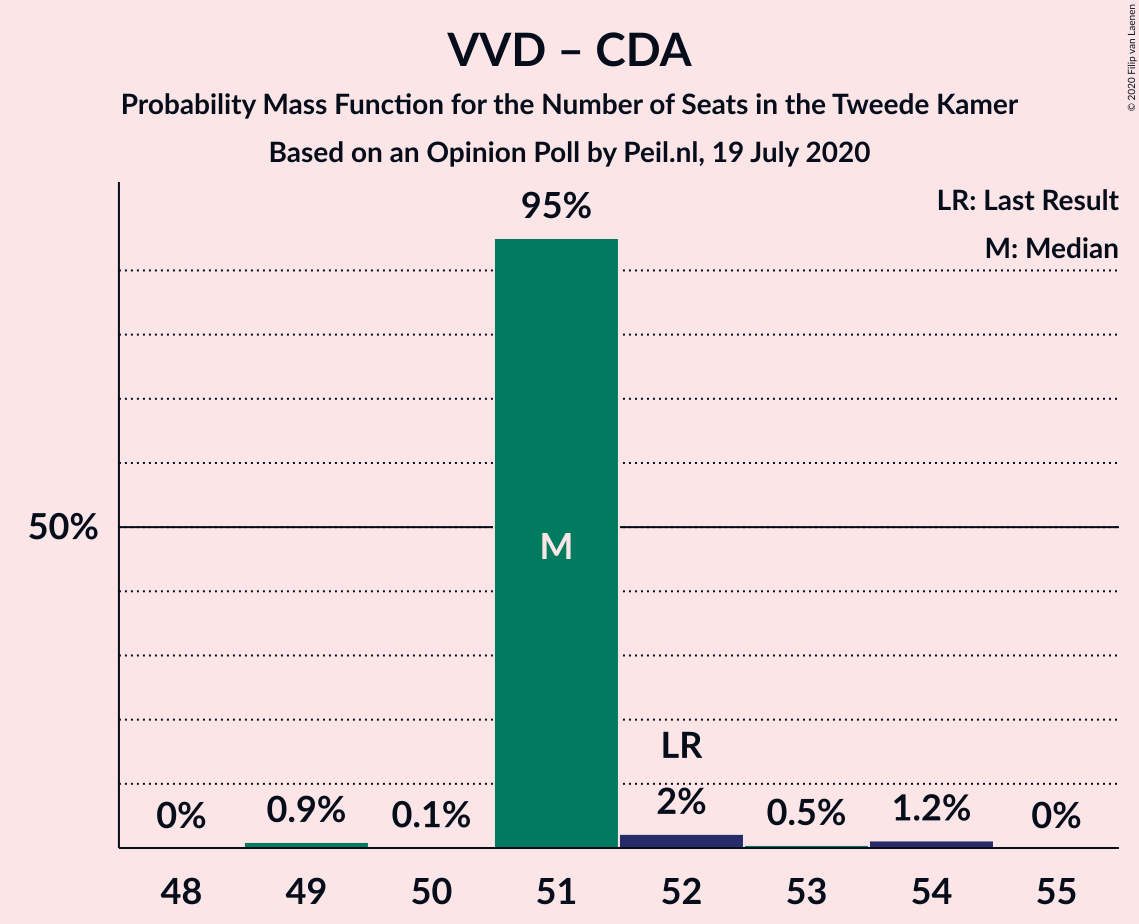 VVD – CDA
Probability Mass Function for the Number of Seats in the Tweede Kamer
Based on an Opinion Poll by Peil.nl, 19 July 2020
© 2020 Filip van Laenen
LR: Last Result
M: Median
95%
50%
M
LR
0% 0.9% 0.1% 2% 0.5% 1.2% 0%
48 49 50 51 52 53 54 55